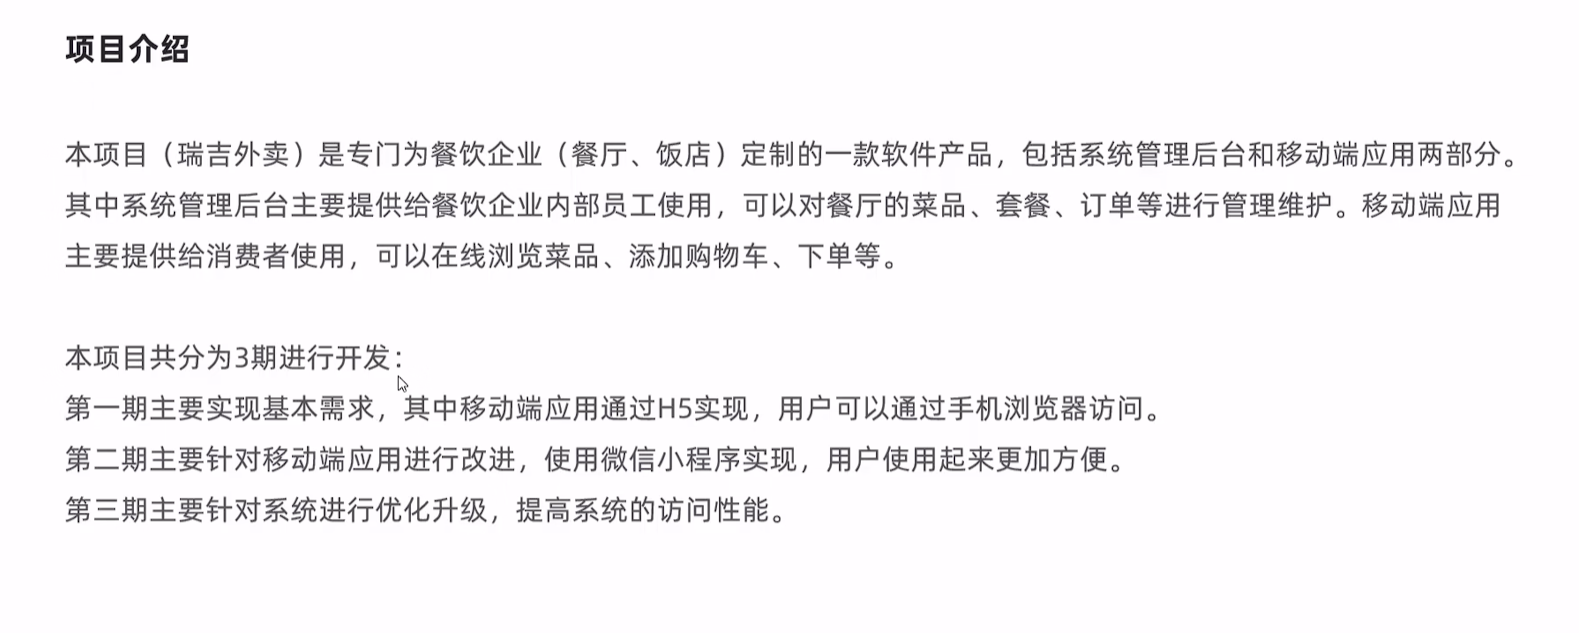 项目介绍
本项目（瑞吉外卖）是专门为餐饮企业（餐厅、饭店）定制的一款软件产品，包括系统管理后台和移动端应用两部分。
其中系统管理后台主要提供给餐饮企业内部员工使用，可以对餐厅的菜品、套餐、订单等进行管理维护。移动端应用
主要提供给消费者使用，可以在线浏览菜品、添加购物车、下单等。
本项目共分为3期进行开发：
第一期主要实现基本需求，其中移动端应用通过H5实现，用户可以通过手机浏览器访问。
第二期主要针对移动端应用进行改进，使用微信小程序实现，用户使用起来更加方便。
第三期主要针对系统进行优化升级，提高系统的访问性能。